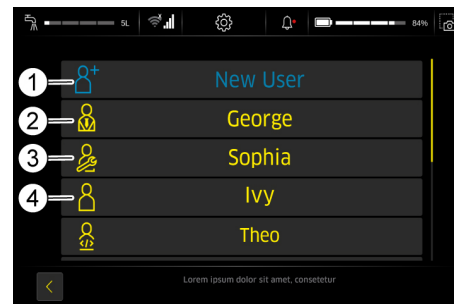 5L 84%
1 New User
2 George
3 Sophia
4 Ivy
</> Theo
Lorem ipsum dolor sit amet, consetetur